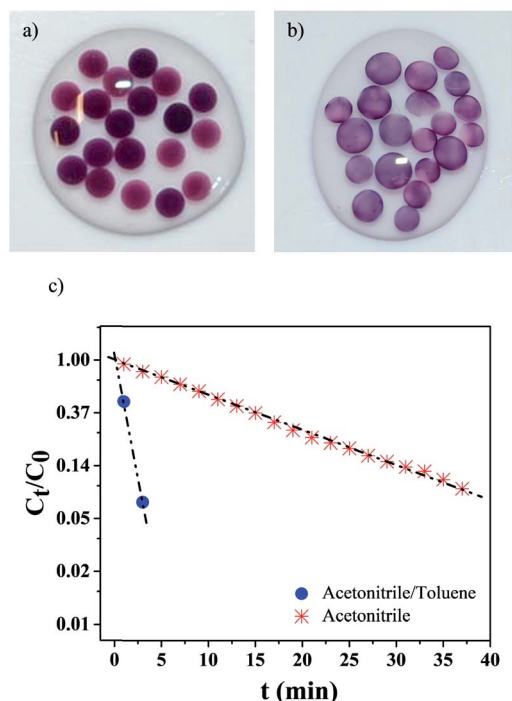 a)
b)
c)
1.00
0.37
0.14
0.05
0.02
0.01
Ct/C0
Acetonitrile/Toluene
Acetonitrile
0 5 10 15 20 25 30 35 40
t (min)